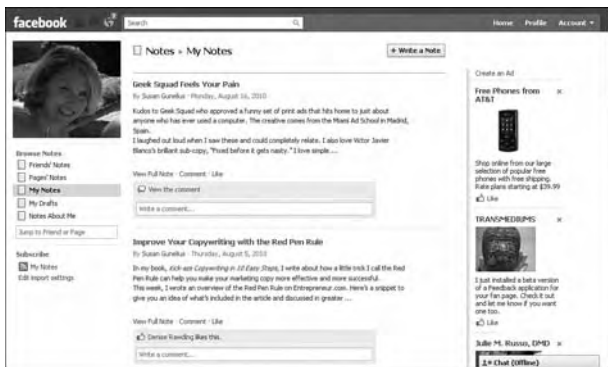 facebook
Search
Home Profile Account
Notes » My Notes
+ Write a Note
Browse Notes
Friends' Notes
Pages' Notes
My Notes
My Drafts
Notes About Me
Jump to Friend or Page
Subscribe
My Notes
Edit import settings
Geek Squad Feels Your Pain
By Susan Gunelius · Monday, August 16, 2010
Kudos to Geek Squad who approved a funny set of print ads that hits home to just about
anyone who has ever used a computer. The creative comes from the Miami Ad School in Madrid,
Spain.
I laughed out loud when I saw these and could completely relate. I also love Victor Javier
Blanco's brilliant sub-copy, "Fixed before it gets nasty." I love simple ...
View Full Note · Comment · Like
View the comment
Write a comment...
Improve Your Copywriting with the Red Pen Rule
By Susan Gunelius · Thursday, August 5, 2010
In my book, Kick-ass Copywriting in 10 Easy Steps, I write about how a little trick I call the Red
Pen Rule can help you make your marketing copy more effective and more successful.
This week, I wrote an overview of the Red Pen Rule on Entrepreneur.com. Here's a snippet to
give you an idea of what's included in the article and discussed in greater ...
View Full Note · Comment · Like
Denise Rawding likes this.
Write a comment...
Create an Ad
Free Phones from
AT&T
Shop online from our large
selection of popular free
phones with free shipping.
Rate plans starting at $39.99
Like
TRANSMEDIUMS
I just installed a beta version
of a Feedback application for
your fan page. Check it out
and let me know if you want
one too.
Like
Julie M. Russo, DMD
Chat (Offline)